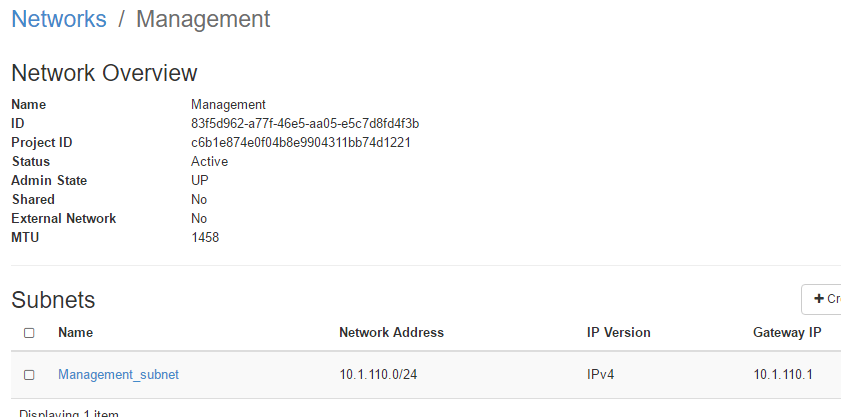 Networks / Management
Network Overview
Name Management
ID 83f5d962-a77f-46e5-aa05-e5c7d8fd4f3b
Project ID c6b1e874e0f04b8e9904311bb74d1221
Status Active
Admin State UP
Shared No
External Network No
MTU 1458
Subnets
+ Cr
Name Network Address IP Version Gateway IP
Management_subnet 10.1.110.0/24 IPv4 10.1.110.1
Displaying 1 item